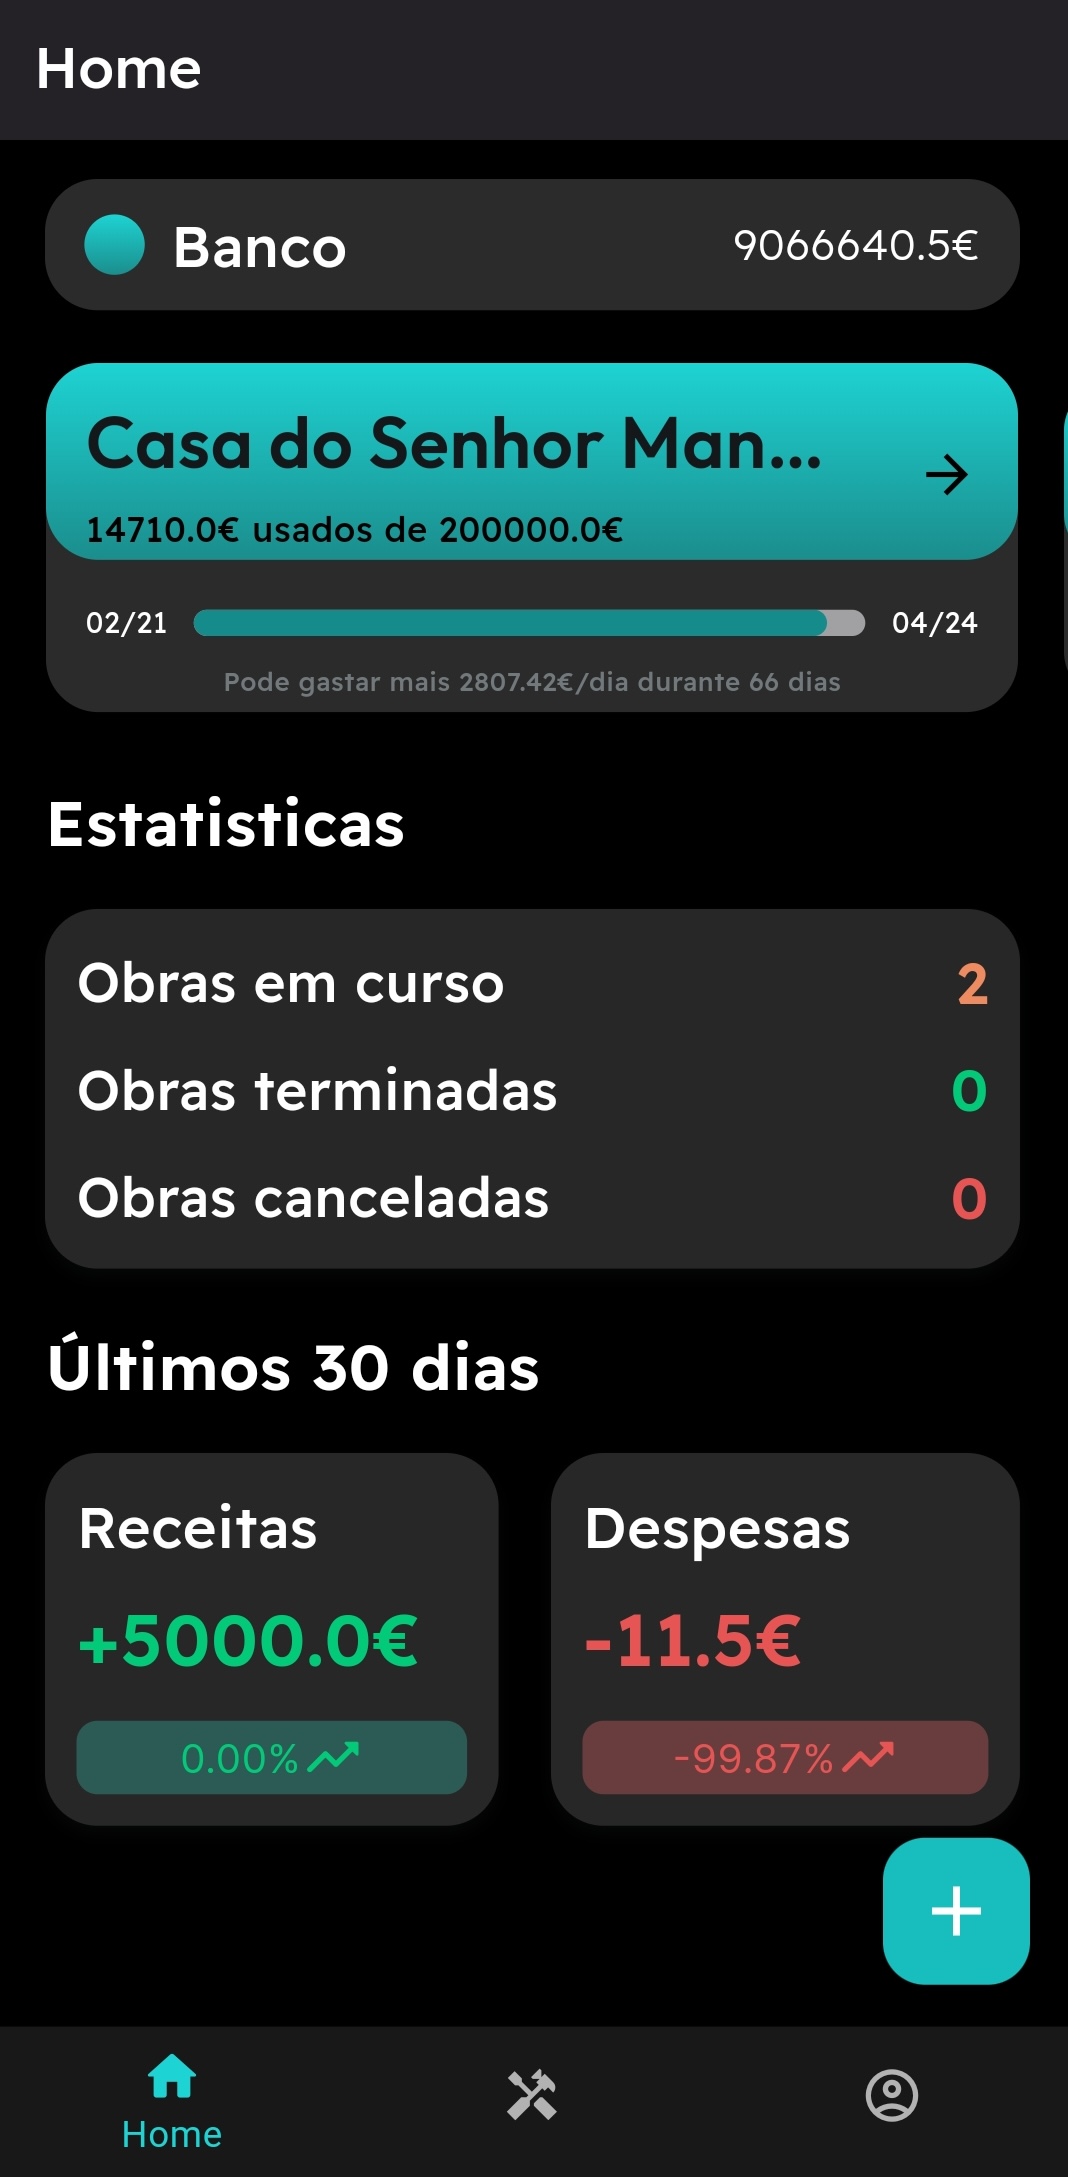 Home
Banco 9066640.5€
Casa do Senhor Man...
14710.0€ usados de 200000.0€
02/21 04/24
Pode gastar mais 2807.42€/dia durante 66 dias
Estatisticas
Obras em curso 2
Obras terminadas 0
Obras canceladas 0
Últimos 30 dias
Receitas Despesas
+5000.0€ -11.5€
0.00% -99.87%
Home